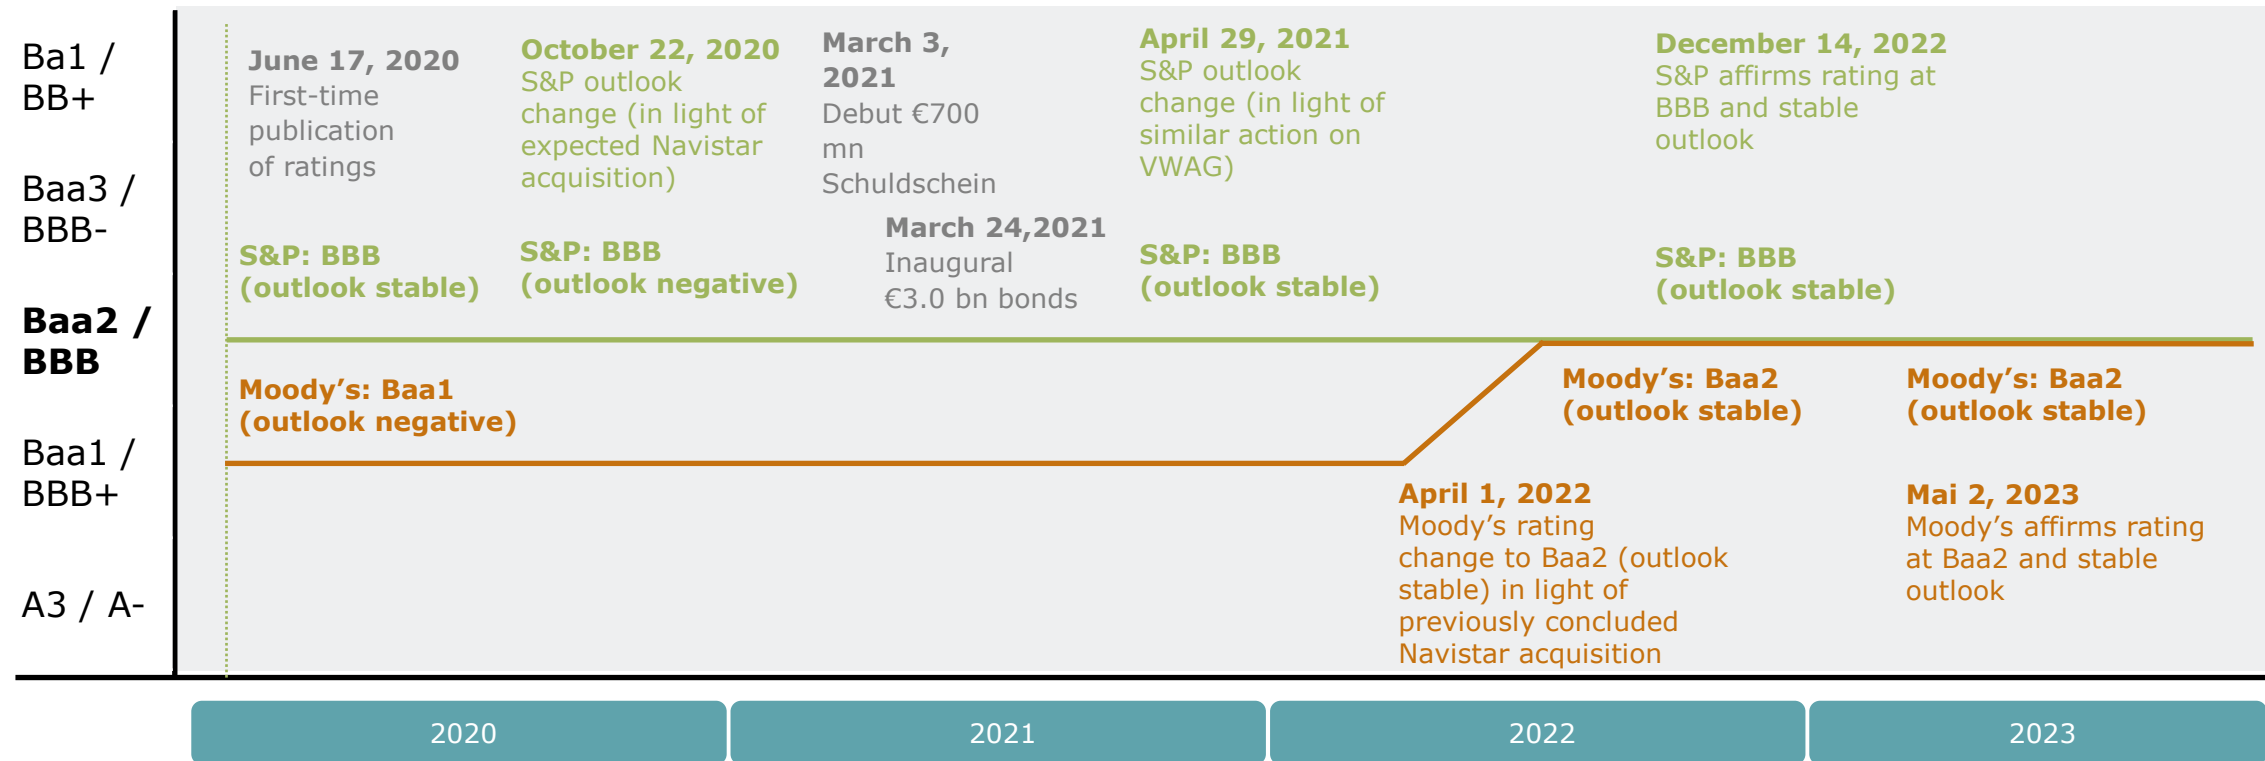 Ba1 /
BB+
Baa3 /
BBB-
Baa2 /
BBB
Baa1 /
BBB+
A3 / A-
June 17, 2020
First-time
publication
of ratings
October 22, 2020
S&P outlook
change (in light of
expected Navistar
acquisition)
March 3,
2021
Debut €700
mn
Schuldschein
March 24,2021
Inaugural
€3.0 bn bonds
April 29, 2021
S&P outlook
change (in light of
similar action on
VWAG)
December 14, 2022
S&P affirms rating at
BBB and stable
outlook
S&P: BBB
(outlook stable)
S&P: BBB
(outlook negative)
S&P: BBB
(outlook stable)
S&P: BBB
(outlook stable)
Moody’s: Baa1
(outlook negative)
Moody’s: Baa2
(outlook stable)
Moody’s: Baa2
(outlook stable)
April 1, 2022
Moody’s rating
change to Baa2 (outlook
stable) in light of
previously concluded
Navistar acquisition
Mai 2, 2023
Moody’s affirms rating
at Baa2 and stable
outlook
2020
2021
2022
2023